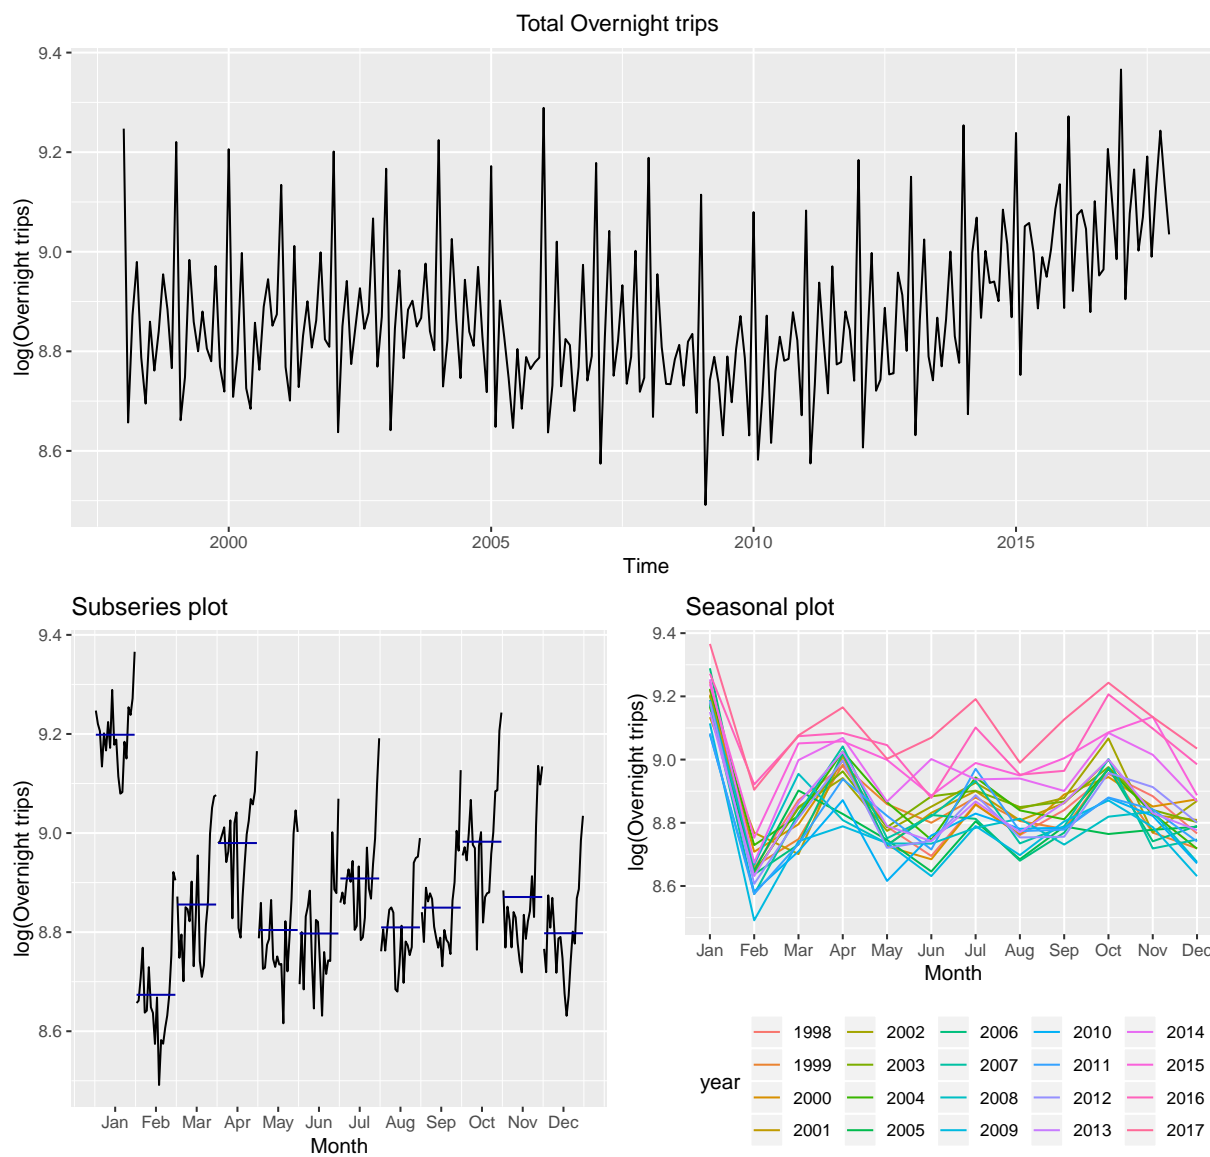 Total Overnight trips
log(Overnight trips)
9.4
9.2
9.0
8.8
8.6
2000
2005
2010
2015
Time
Subseries plot
log(Overnight trips)
9.4
9.2
9.0
8.8
8.6
Jan Feb Mar Apr May Jun Jul Aug Sep Oct Nov Dec
Month
Seasonal plot
log(Overnight trips)
9.4
9.2
9.0
8.8
8.6
Jan Feb Mar Apr May Jun Jul Aug Sep Oct Nov Dec
Month
year
1998 2002 2006 2010 2014
1999 2003 2007 2011 2015
2000 2004 2008 2012 2016
2001 2005 2009 2013 2017